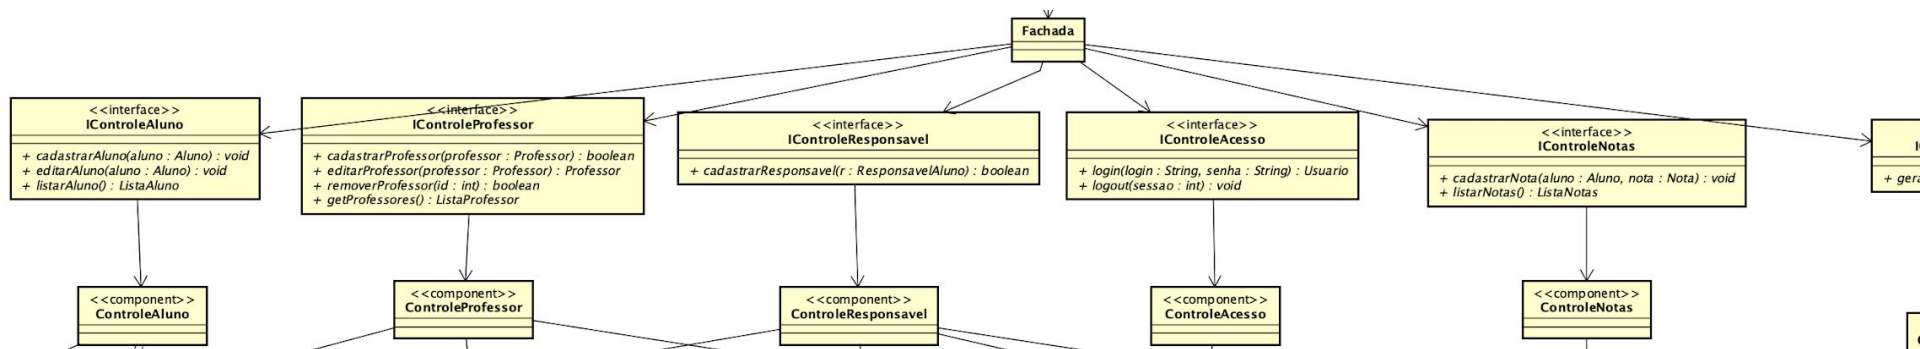 Fachada
<<interface>>
IControleAluno
+ cadastrarAluno(aluno : Aluno) : void
+ editarAluno(aluno : Aluno) : void
+ listarAluno() : ListaAluno
<<interface>>
IControleProfessor
+ cadastrarProfessor(professor : Professor) : boolean
+ editarProfessor(professor : Professor) : Professor
+ removerProfessor(id : int) : boolean
+ getProfessores() : ListaProfessor
<<interface>>
IControleResponsavel
+ cadastrarResponsavel(r : ResponsavelAluno) : boolean
<<interface>>
IControleAcesso
+ login(login : String, senha : String) : Usuario
+ logout(sessao : int) : void
<<interface>>
IControleNotas
+ cadastrarNota(aluno : Aluno, nota : Nota) : void
+ listarNotas() : ListaNotas
<<component>>
ControleAluno
<<component>>
ControleProfessor
<<component>>
ControleResponsavel
<<component>>
ControleAcesso
<<component>>
ControleNotas